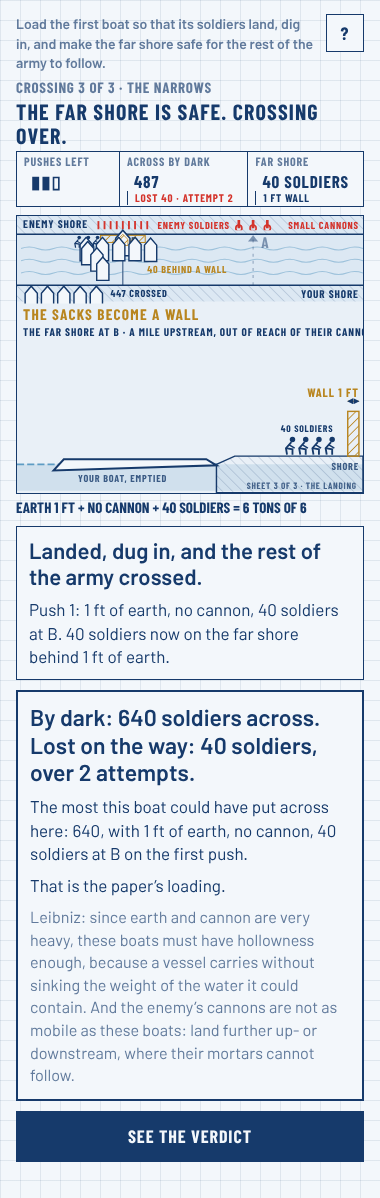 Load the first boat so that its soldiers land, dig
in, and make the far shore safe for the rest of the
army to follow.
?
CROSSING 3 OF 3 · THE NARROWS
THE FAR SHORE IS SAFE. CROSSING
OVER.
PUSHES LEFT
ACROSS BY DARK
487
LOST 40 · ATTEMPT 2
FAR SHORE
40 SOLDIERS
1 FT WALL
ENEMY SHORE
ENEMY SOLDIERS
SMALL CANNONS
A
40 BEHIND A WALL
447 CROSSED
YOUR SHORE
THE SACKS BECOME A WALL
THE FAR SHORE AT B · A MILE UPSTREAM, OUT OF REACH OF THEIR CANN
WALL 1 FT
40 SOLDIERS
SHORE
YOUR BOAT, EMPTIED
SHEET 3 OF 3 · THE LANDING
EARTH 1 FT + NO CANNON + 40 SOLDIERS = 6 TONS OF 6
Landed, dug in, and the rest of
the army crossed.
Push 1: 1 ft of earth, no cannon, 40 soldiers
at B. 40 soldiers now on the far shore
behind 1 ft of earth.
By dark: 640 soldiers across.
Lost on the way: 40 soldiers,
over 2 attempts.
The most this boat could have put across
here: 640, with 1 ft of earth, no cannon, 40
soldiers at B on the first push.
That is the paper's loading.
Leibniz: since earth and cannon are very
heavy, these boats must have hollowness
enough, because a vessel carries without
sinking the weight of the water it could
contain. And the enemy's cannons are not as
mobile as these boats: land further up- or
downstream, where their mortars cannot
follow.
SEE THE VERDICT